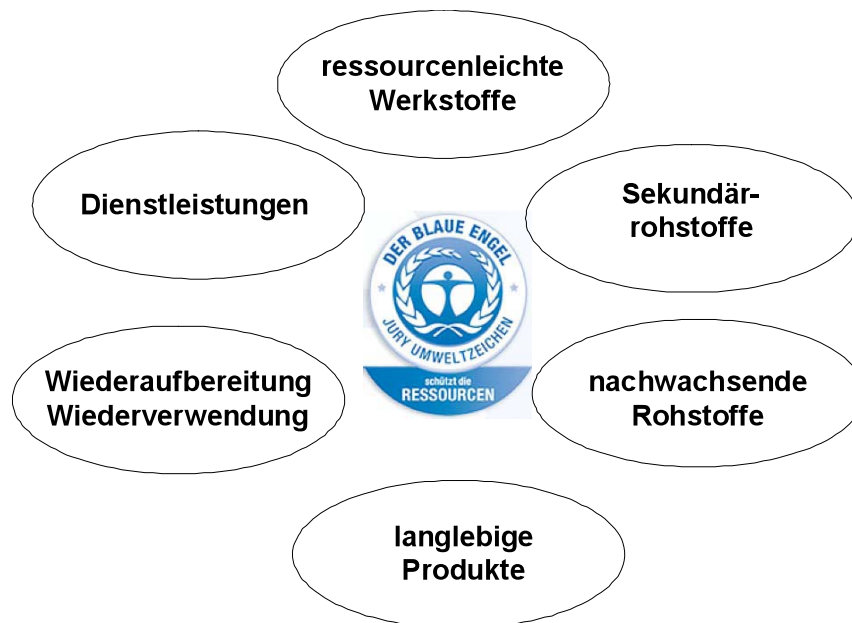 ressourcenleichte
Werkstoffe
Dienstleistungen
Sekundär-
rohstoffe
DER BLAUE ENGEL
JURY UMWELTZEICHEN
schützt die
RESSOURCEN
Wiederaufbereitung
Wiederverwendung
nachwachsende
Rohstoffe
langlebige
Produkte